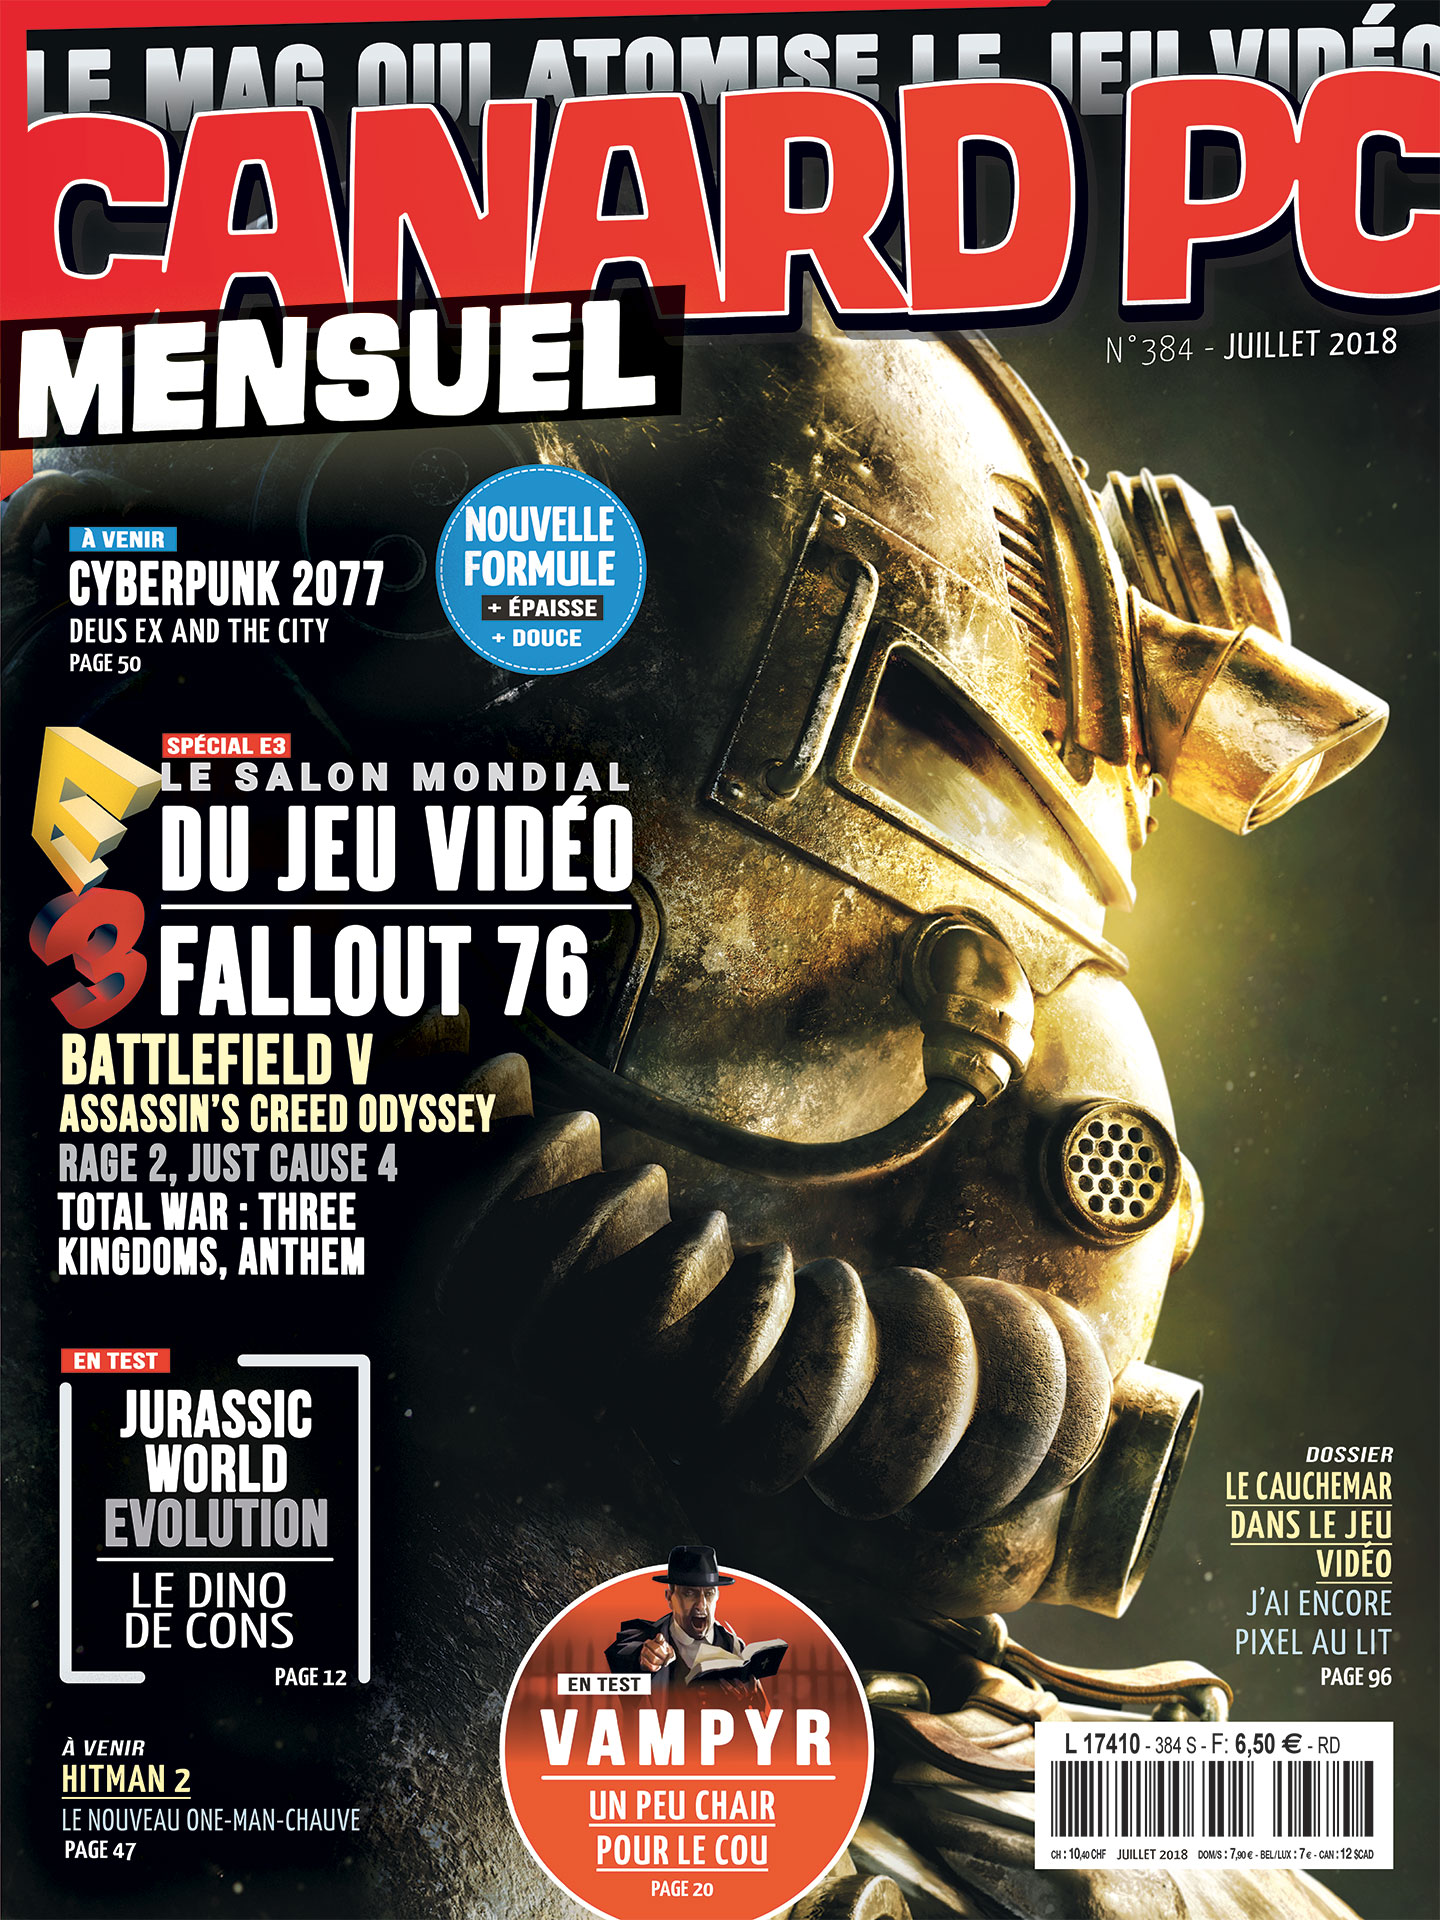 LE MAG QUI ATOMISE LE JEU VIDÉO
CANARD PC
MENSUEL
N°384 - JUILLET 2018
À VENIR
CYBERPUNK 2077
DEUS EX AND THE CITY
PAGE 50
NOUVELLE
FORMULE
+ ÉPAISSE
+ DOUCE
E3
SPÉCIAL E3
LE SALON MONDIAL
DU JEU VIDÉO
FALLOUT 76
BATTLEFIELD V
ASSASSIN'S CREED ODYSSEY
RAGE 2, JUST CAUSE 4
TOTAL WAR : THREE
KINGDOMS, ANTHEM
EN TEST
JURASSIC
WORLD
EVOLUTION
LE DINO
DE CONS
PAGE 12
À VENIR
HITMAN 2
LE NOUVEAU ONE-MAN-CHAUVE
PAGE 47
EN TEST
VAMPYR
UN PEU CHAIR
POUR LE COU
PAGE 20
DOSSIER
LE CAUCHEMAR
DANS LE JEU
VIDÉO
J'AI ENCORE
PIXEL AU LIT
PAGE 96
L 17410 - 384 S - F: 6,50 € - RD
CH : 10,40 CHF JUILLET 2018 DOM/S : 7,90 € - BEL/LUX : 7 € - CAN : 12 $CAD